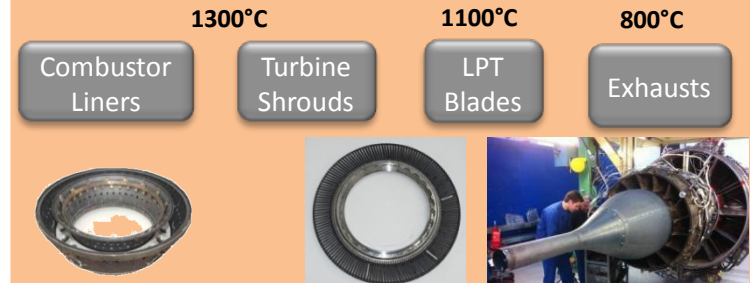 1300°C
1100°C
800°C
Combustor
Liners
Turbine
Shrouds
LPT
Blades
Exhausts